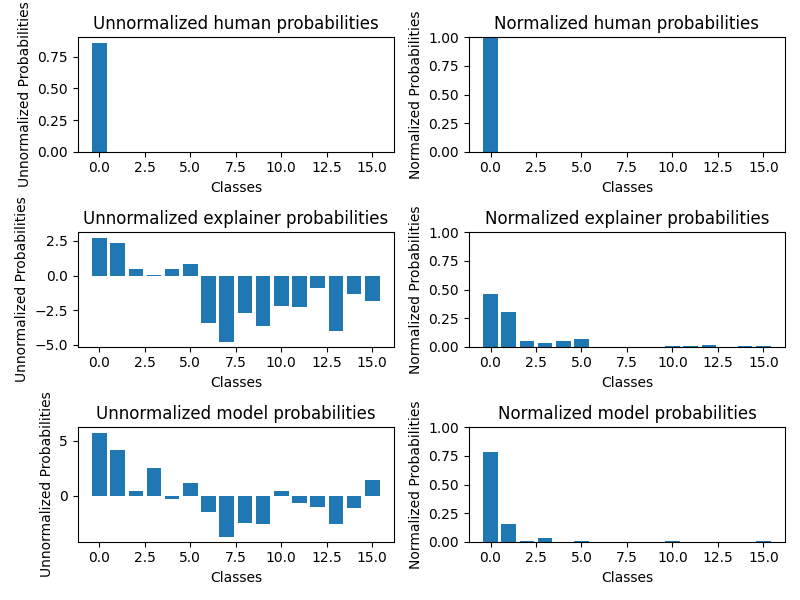 Unnormalized human probabilities
Unnormalized Probabilities
0.75
0.50
0.25
0.00
0.0 2.5 5.0 7.5 10.0 12.5 15.0
Classes
Normalized human probabilities
Normalized Probabilities
1.00
0.75
0.50
0.25
0.00
0.0 2.5 5.0 7.5 10.0 12.5 15.0
Classes
Unnormalized explainer probabilities
Unnormalized Probabilities
2.5
0.0
−2.5
−5.0
0.0 2.5 5.0 7.5 10.0 12.5 15.0
Classes
Normalized explainer probabilities
Normalized Probabilities
1.00
0.75
0.50
0.25
0.00
0.0 2.5 5.0 7.5 10.0 12.5 15.0
Classes
Unnormalized model probabilities
Unnormalized Probabilities
5
0
0.0 2.5 5.0 7.5 10.0 12.5 15.0
Classes
Normalized model probabilities
Normalized Probabilities
1.00
0.75
0.50
0.25
0.00
0.0 2.5 5.0 7.5 10.0 12.5 15.0
Classes